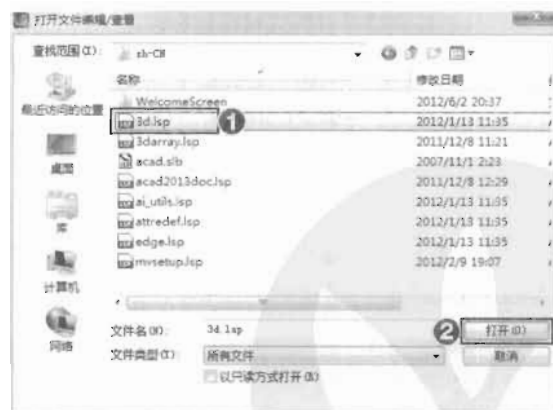 打开文件编辑/查看
查找范围(I): zh-CN
名称 修改日期
WelcomeScreen 2012/6/2 20:37
3d.lsp 2012/1/13 11:35
1
3darray.lsp 2011/12/8 11:21
acad.slb 2007/11/1 2:23
acad2013doc.lsp 2011/12/8 12:29
ai_utils.lsp 2012/1/13 11:35
attredef.lsp 2012/1/13 11:35
edge.lsp 2012/1/13 11:35
mvsetup.lsp 2012/2/9 19:07
最近访问的位置
桌面
库
计算机
网络
文件名(N): 3d.lsp
2
打开(O)
文件类型(T): 所有文件
取消
以只读方式打开(R)